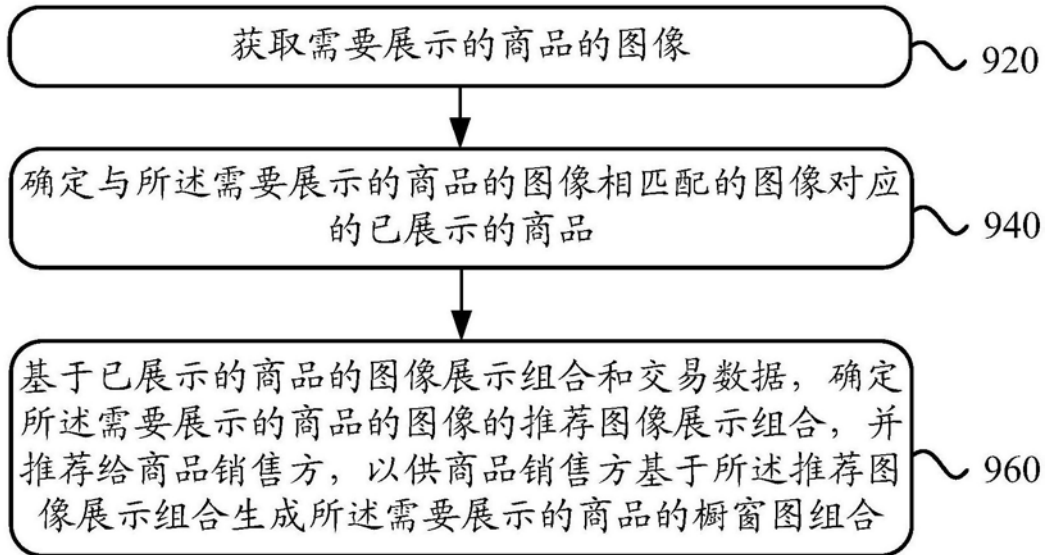 获取需要展示的商品的图像
920
确定与所述需要展示的商品的图像相匹配的图像对应
的已展示的商品
940
基于已展示的商品的图像展示组合和交易数据，确定
所述需要展示的商品的图像的推荐图像展示组合，并
推荐给商品销售方，以供商品销售方基于所述推荐图
像展示组合生成所述需要展示的商品的橱窗图组合
960